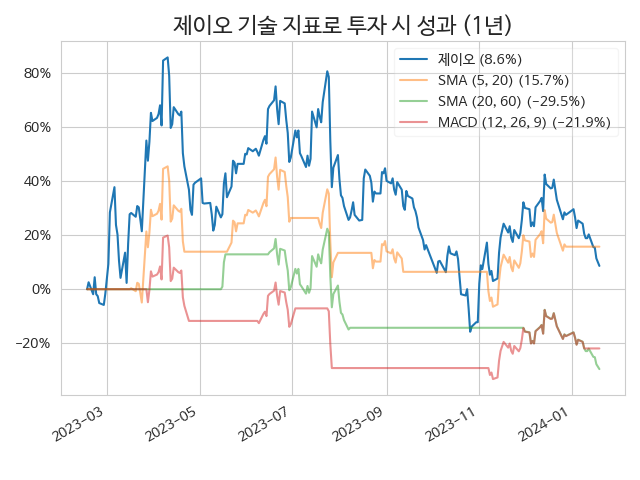 제이오 기술 지표로 투자 시 성과 (1년)
제이오 (8.6%)
SMA (5, 20) (15.7%)
SMA (20, 60) (−29.5%)
MACD (12, 26, 9) (−21.9%)
80%
60%
40%
20%
0%
−20%
2023−03
2023−05
2023−07
2023−09
2023−11
2024−01